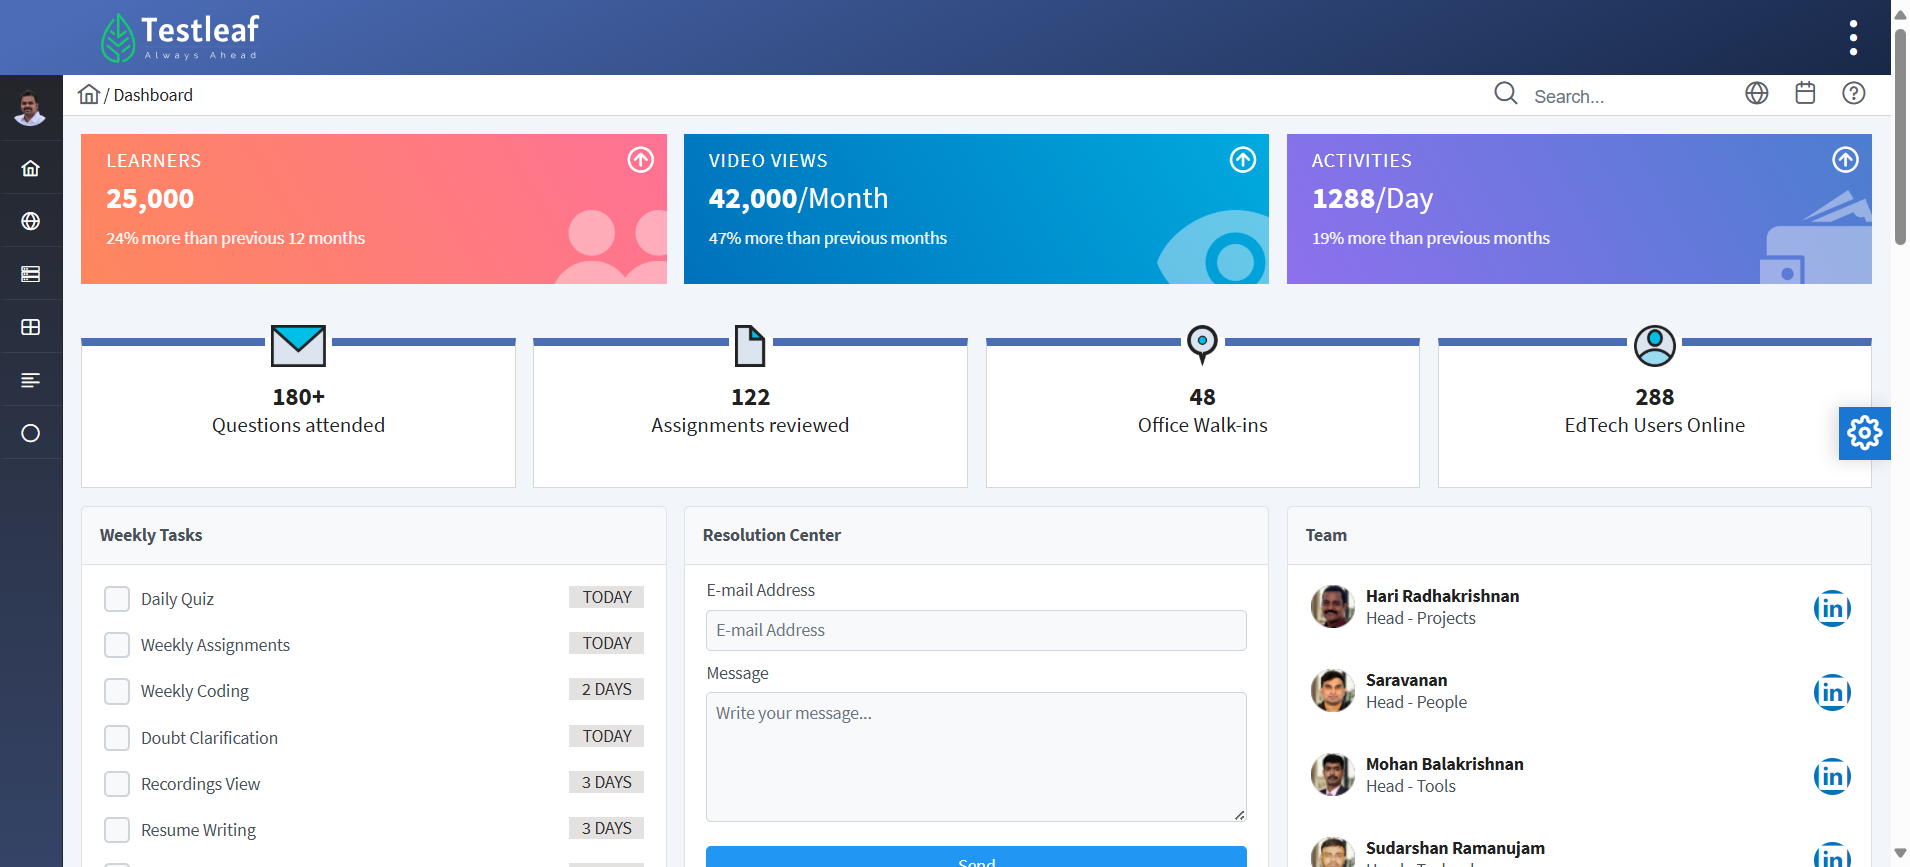 Testleaf
Always Ahead
/ Dashboard
Search...
LEARNERS
25,000
24% more than previous 12 months
VIDEO VIEWS
42,000/Month
47% more than previous months
ACTIVITIES
1288/Day
19% more than previous months
180+
Questions attended
122
Assignments reviewed
48
Office Walk-ins
288
EdTech Users Online
Weekly Tasks
Daily Quiz TODAY
Weekly Assignments TODAY
Weekly Coding 2 DAYS
Doubt Clarification TODAY
Recordings View 3 DAYS
Resume Writing 3 DAYS
Resolution Center
E-mail Address
E-mail Address
Message
Write your message...
Send
Team
Hari Radhakrishnan
Head - Projects
in
Saravanan
Head - People
in
Mohan Balakrishnan
Head - Tools
in
Sudarshan Ramanujam
in